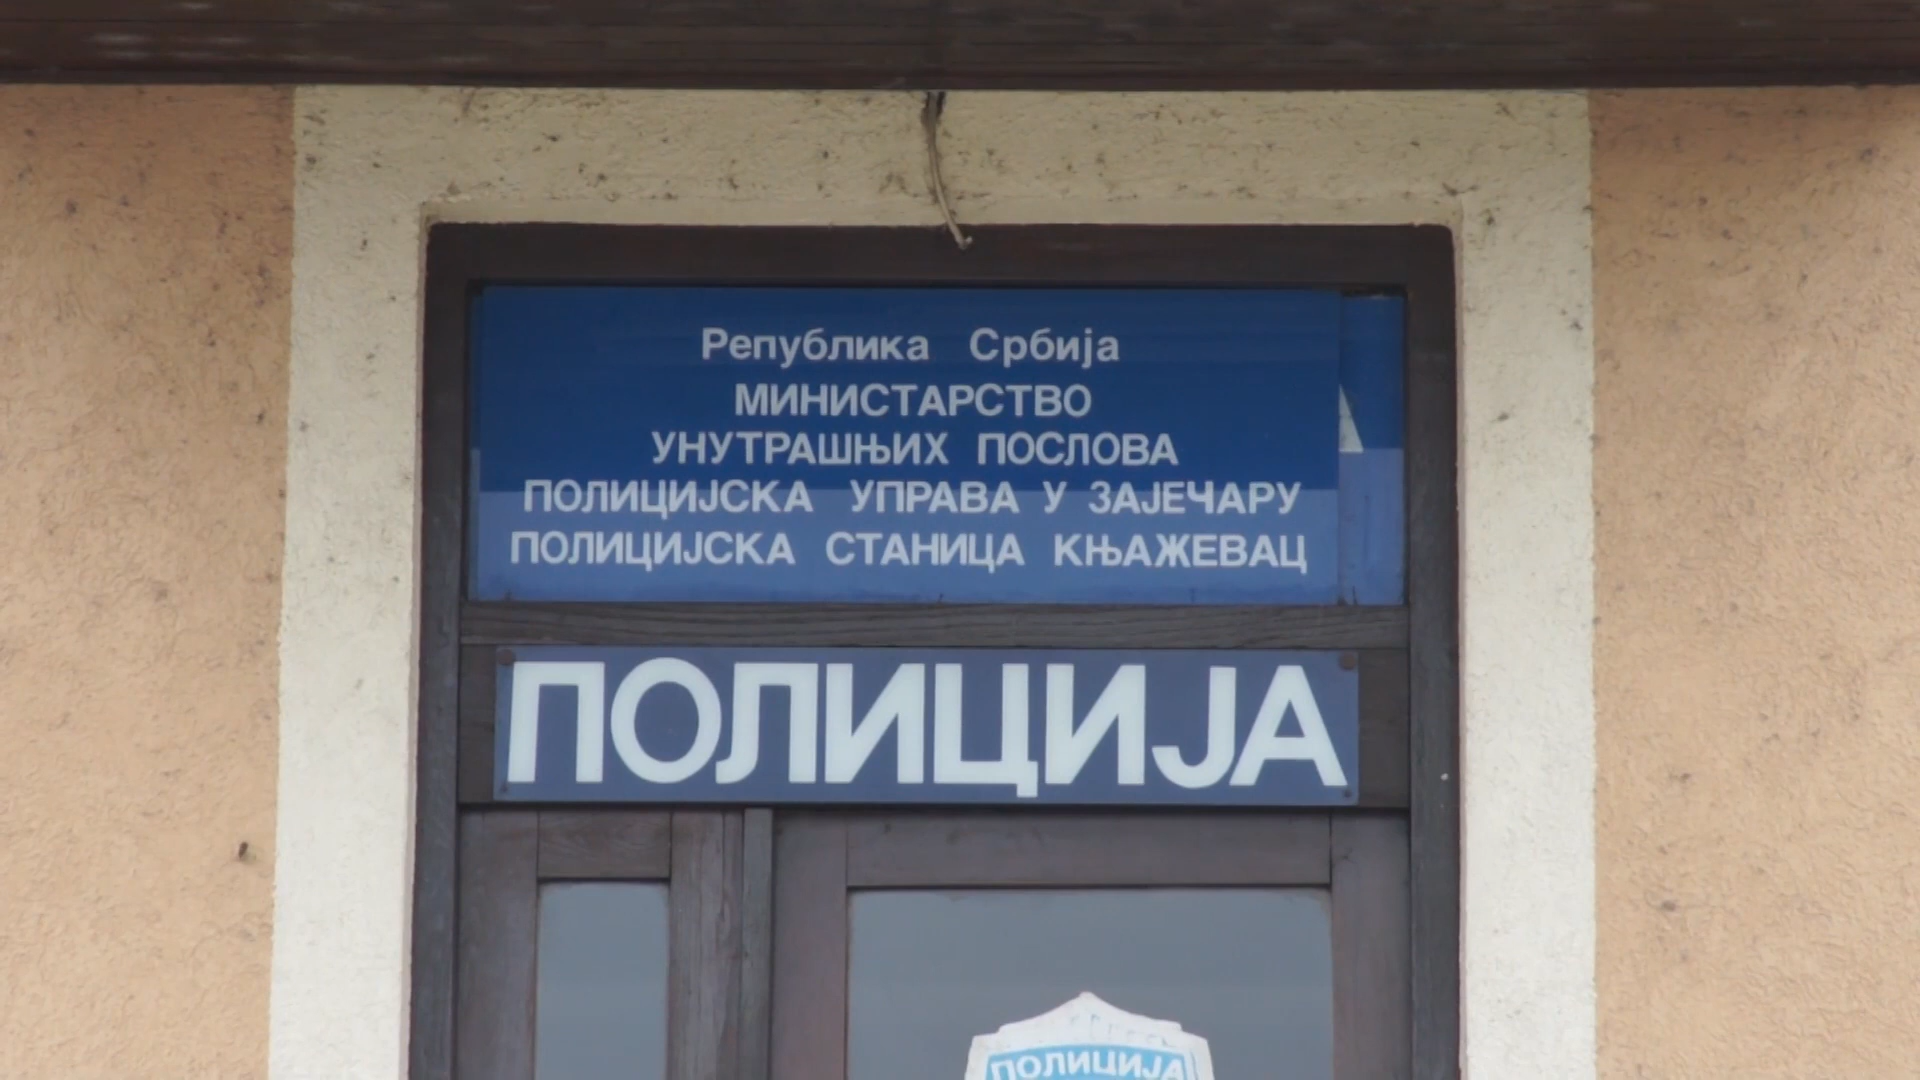 Република Србија
МИНИСТАРСТВО
УНУТРАШЊИХ ПОСЛОВА
ПОЛИЦИЈСКА УПРАВА У ЗАЈЕЧАРУ
ПОЛИЦИЈСКА СТАНИЦА КЊАЖЕВАЦ
ПОЛИЦИЈА
ПОЛИЦИЈА